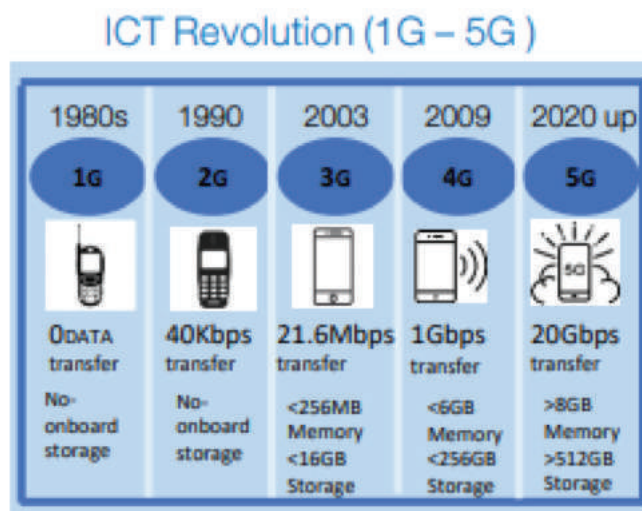 ICT Revolution (1G – 5G )
1980s
1G
0DATA
transfer
No-
onboard
storage
1990
2G
40Kbps
transfer
No-
onboard
storage
2003
3G
21.6Mbps
transfer
<256MB
Memory
<16GB
Storage
2009
4G
1Gbps
transfer
<6GB
Memory
<256GB
Storage
2020 up
5G
5G
20Gbps
transfer
>8GB
Memory
>512GB
Storage